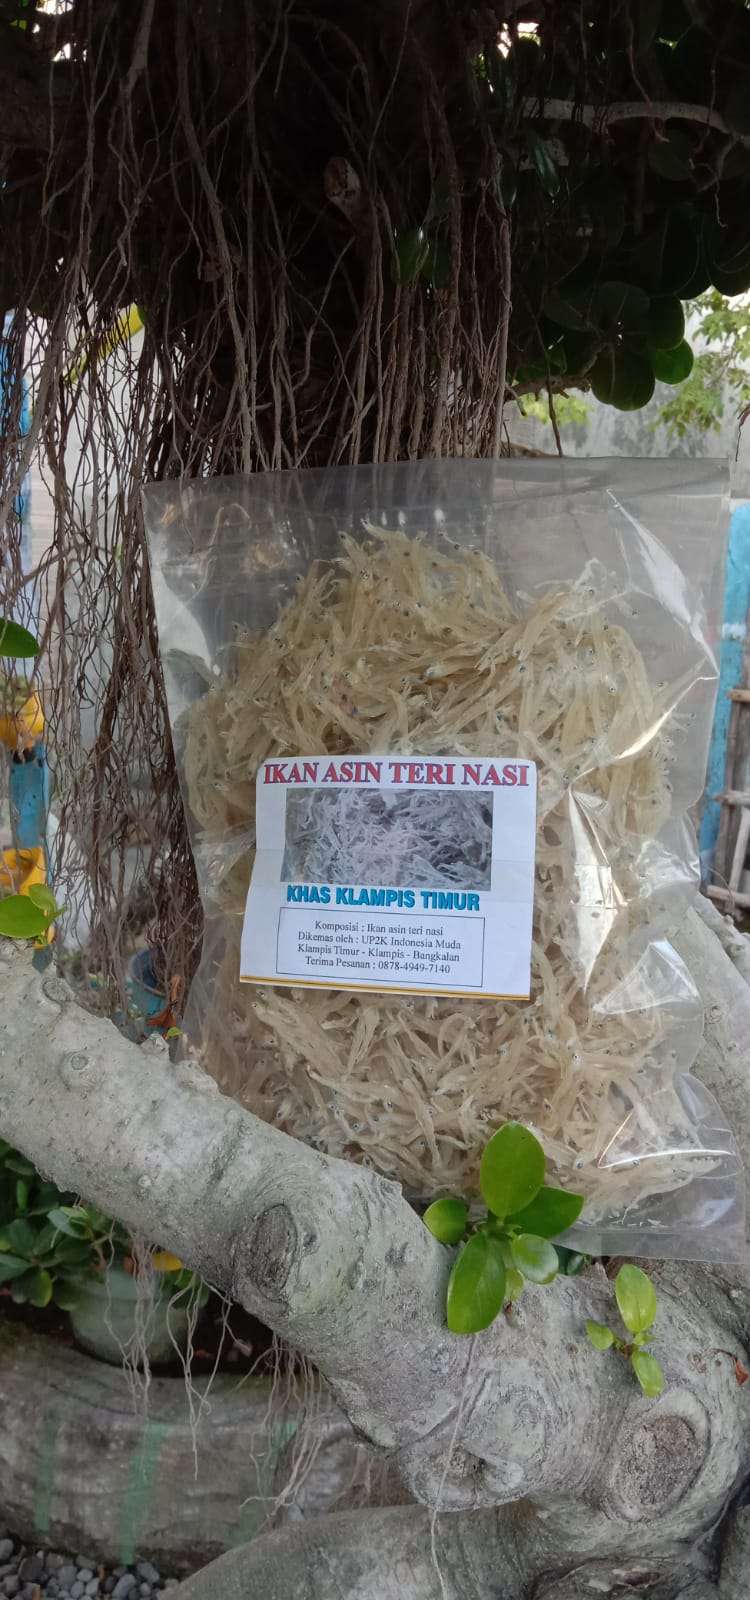 IKAN ASIN TERI NASI
KHAS KLAMPIS TIMUR
Komposisi : Ikan asin teri nasi
Dikemas oleh : UP2K Indonesia Muda
Klampis Timur - Klampis - Bangkalan
Terima Pesanan : 0878-4949-7140